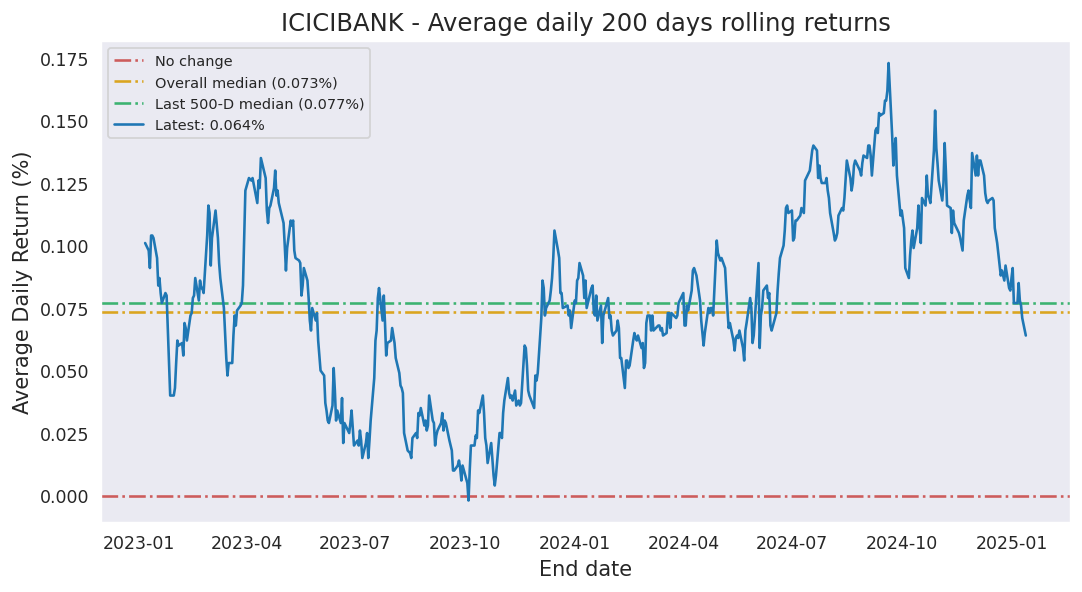 ICICIBANK - Average daily 200 days rolling returns
No change
Overall median (0.073%)
Last 500-D median (0.077%)
Latest: 0.064%
Average Daily Return (%)
0.175
0.150
0.125
0.100
0.075
0.050
0.025
0.000
2023-01 2023-04 2023-07 2023-10 2024-01 2024-04 2024-07 2024-10 2025-01
End date